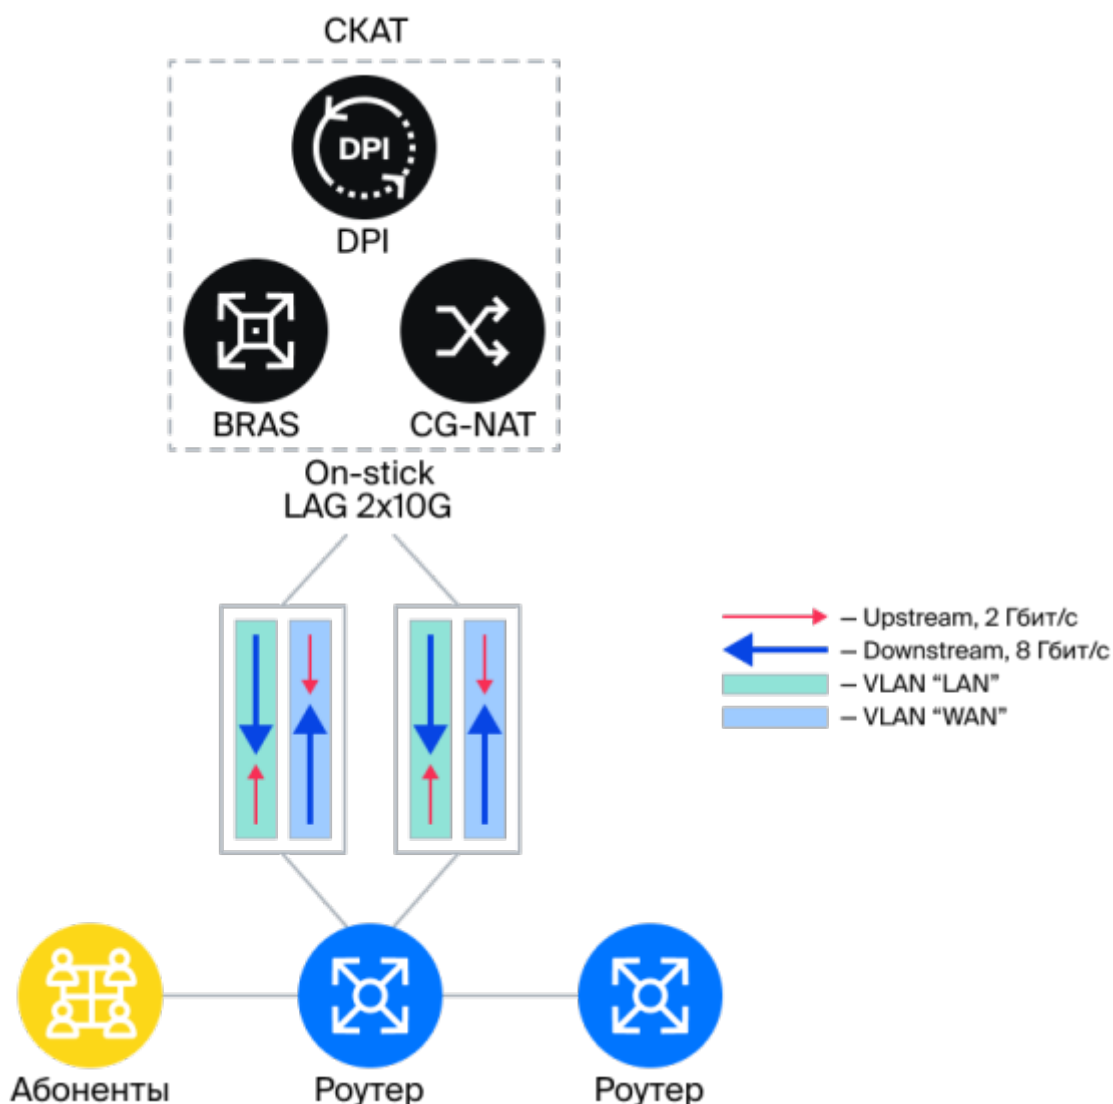 СКАТ
DPI
DPI
BRAS
CG-NAT
On-stick
LAG 2x10G
– Upstream, 2 Гбит/с
– Downstream, 8 Гбит/с
– VLAN “LAN”
– VLAN “WAN”
Абоненты
Роутер
Роутер